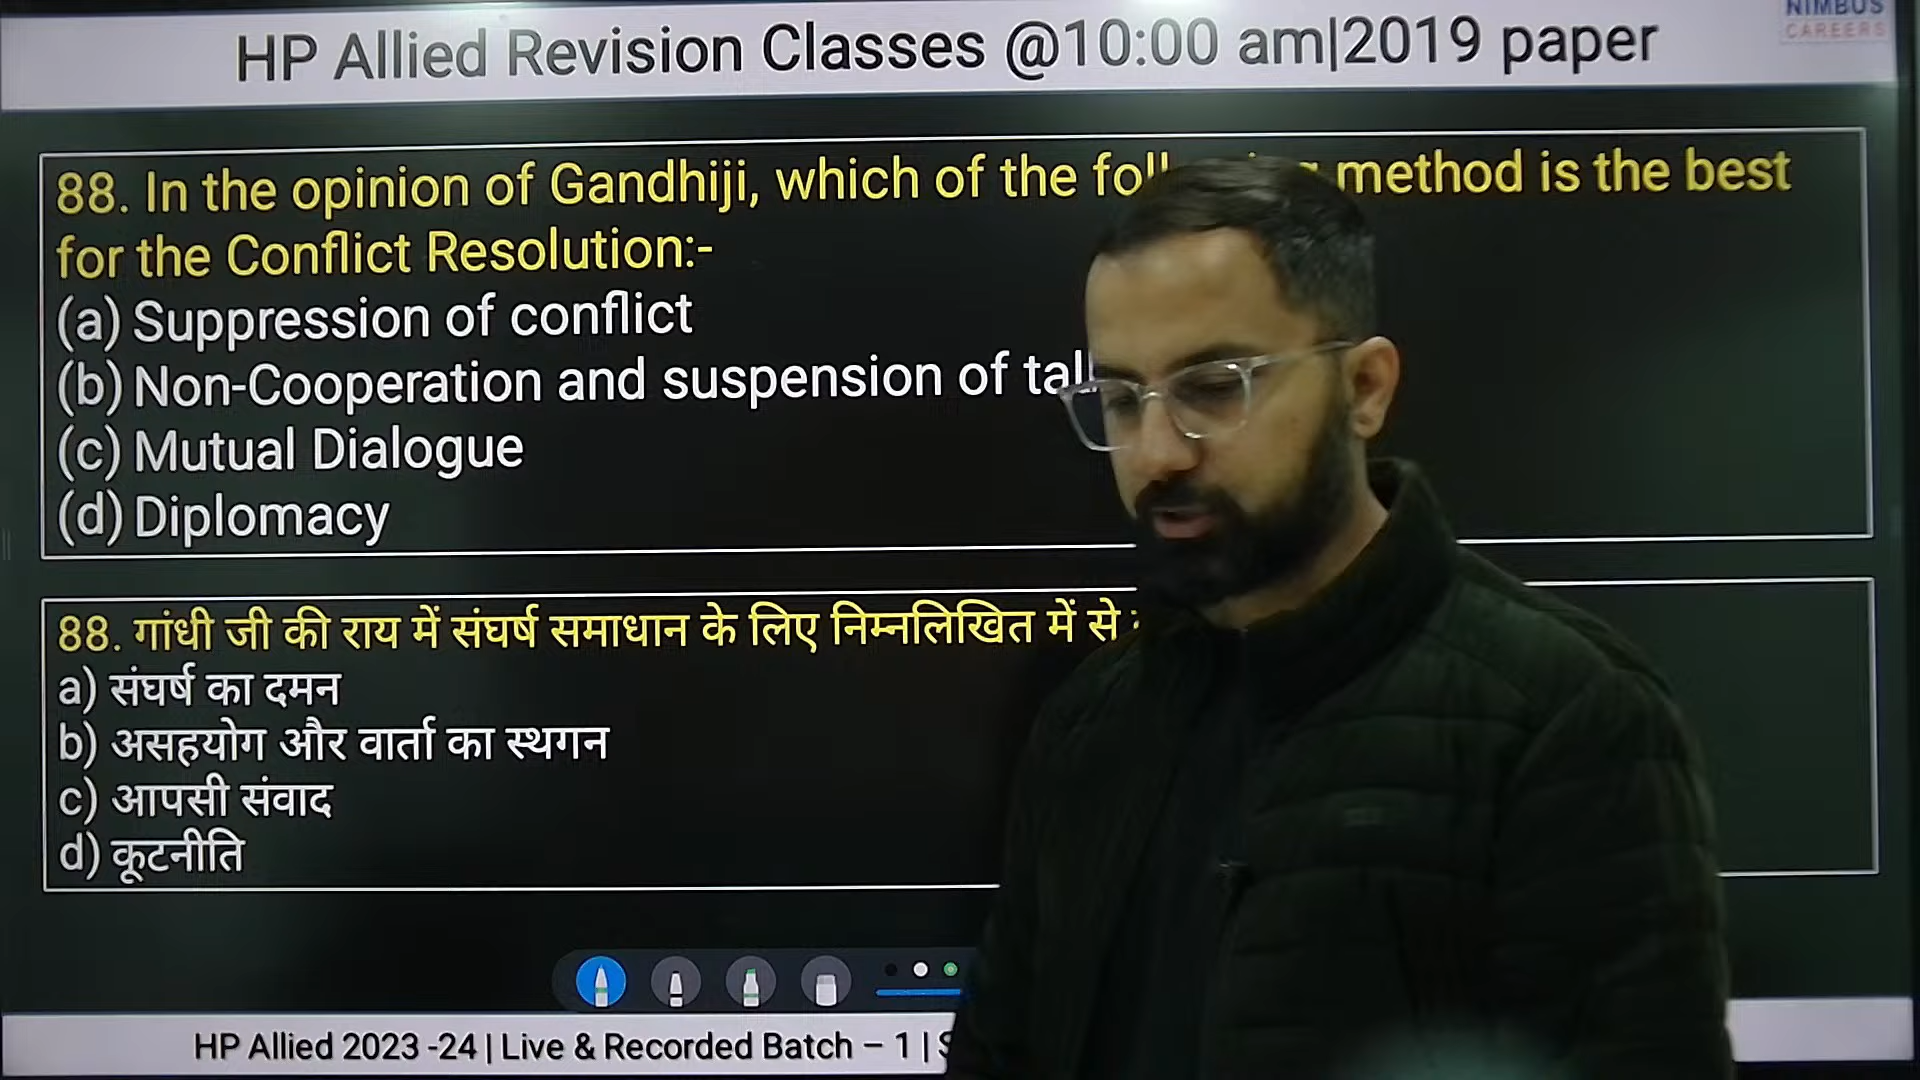 HP Allied Revision Classes @10:00 am|2019 paper
NIMBUS
CAREERS
88. In the opinion of Gandhiji, which of the method is the best
for the Conflict Resolution:-
(a) Suppression of conflict
(b) Non-Cooperation and suspension of
(c) Mutual Dialogue
(d) Diplomacy
88. गांधी जी की राय में संघर्ष समाधान के लिए निम्नलिखित में से
a) संघर्ष का दमन
b) असहयोग और वार्ता का स्थगन
c) आपसी संवाद
d) कूटनीति
HP Allied 2023 -24 | Live & Recorded Batch – 1 |